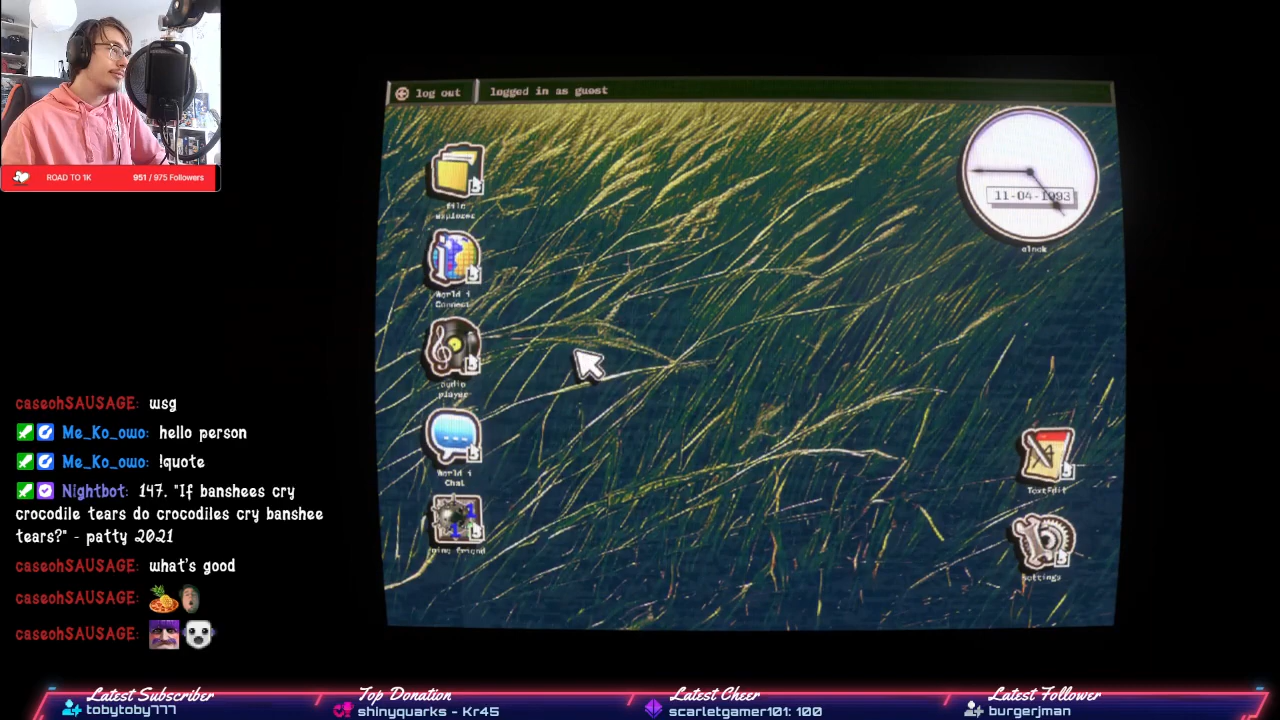 ROAD TO 1K 951 / 975 Followers
log out logged in as guest
file
explorer
World i
Connect
audio
player
World i
Chat
ping friend
11-04-1993
clock
TextEdit
settings
caseohSAUSAGE: wsg
Me_Ko_owo: hello person
Me_Ko_owo: !quote
Nightbot: 147. "If banshees cry
crocodile tears do crocodiles cry banshee
tears?" - patty 2021
caseohSAUSAGE: what's good
caseohSAUSAGE:
caseohSAUSAGE:
Latest Subscriber
tobytoby777
Top Donation
shinyquarks - Kr45
Latest Cheer
scarletgamer101: 100
Latest Follower
burgerjman